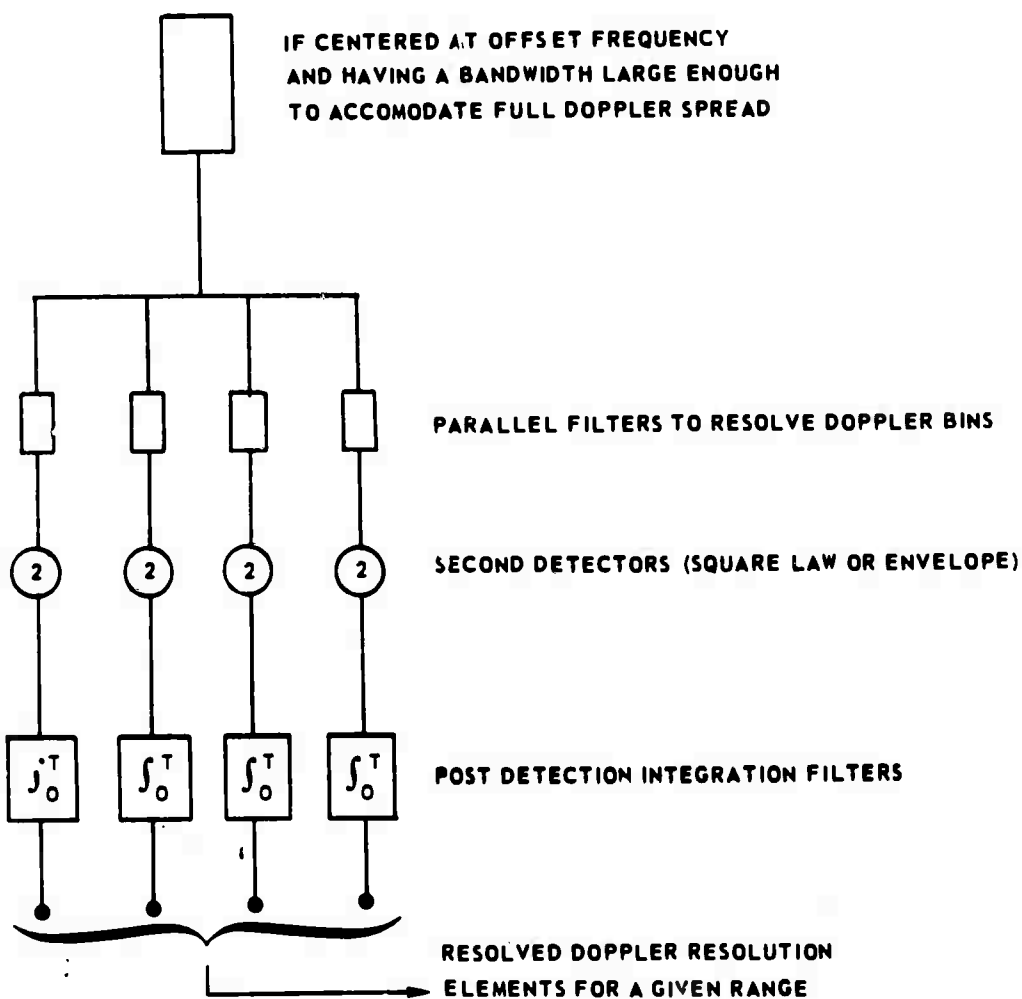 IF CENTERED AT OFFSET FREQUENCY
AND HAVING A BANDWIDTH LARGE ENOUGH
TO ACCOMODATE FULL DOPPLER SPREAD
PARALLEL FILTERS TO RESOLVE DOPPLER BINS
2 2 2 2
SECOND DETECTORS (SQUARE LAW OR ENVELOPE)
∫₀ᵀ ∫₀ᵀ ∫₀ᵀ ∫₀ᵀ
POST DETECTION INTEGRATION FILTERS
RESOLVED DOPPLER RESOLUTION
ELEMENTS FOR A GIVEN RANGE